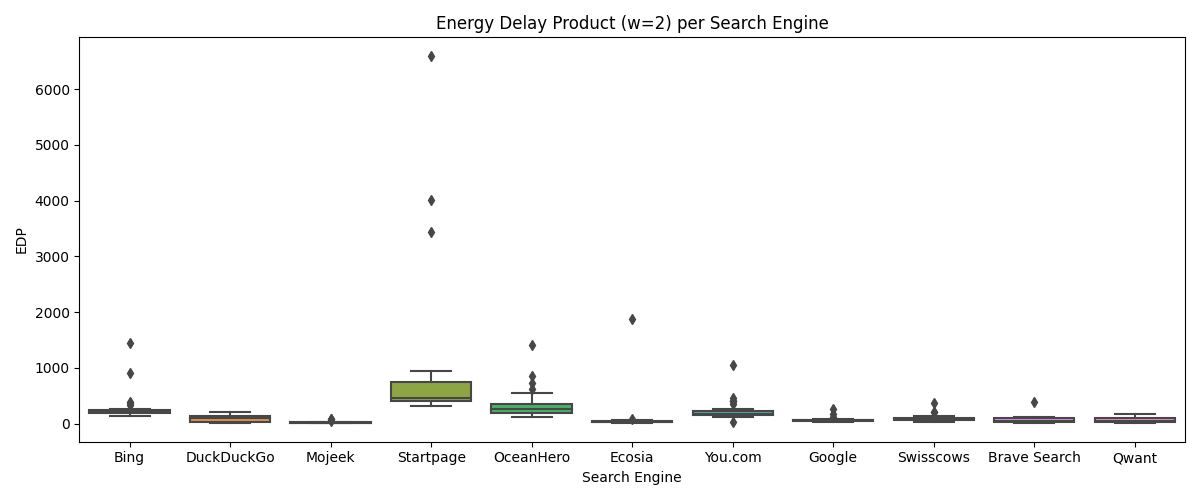 Energy Delay Product (w=2) per Search Engine
EDP
6000
5000
4000
3000
2000
1000
0
Bing DuckDuckGo Mojeek Startpage OceanHero Ecosia You.com Google Swisscows Brave Search Qwant
Search Engine